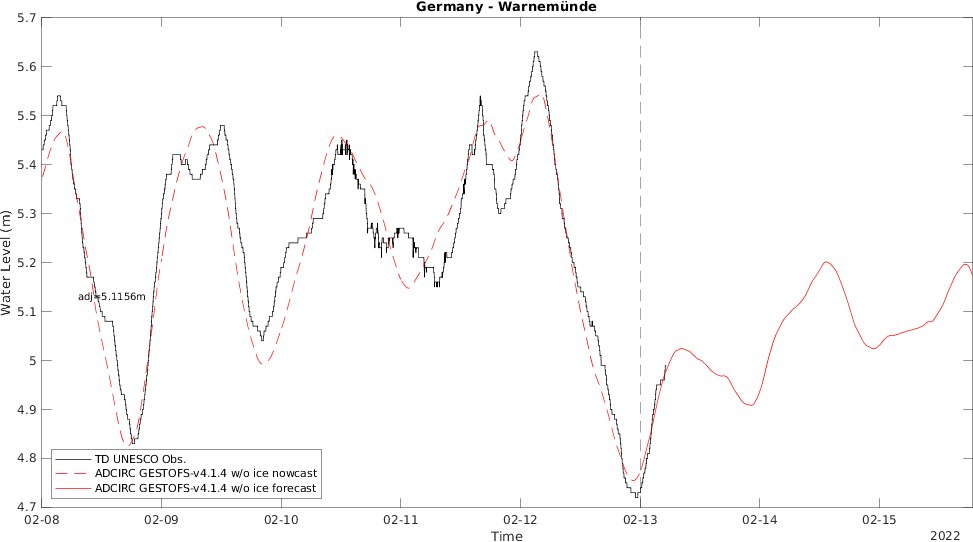 Germany - Warnemünde
5.7
5.6
5.5
5.4
5.3
5.2
5.1
5
4.9
4.8
4.7
Water Level (m)
adj=5.1156m
TD UNESCO Obs.
ADCIRC GESTOFS-v4.1.4 w/o ice nowcast
ADCIRC GESTOFS-v4.1.4 w/o ice forecast
02-08 02-09 02-10 02-11 02-12 02-13 02-14 02-15
Time
2022